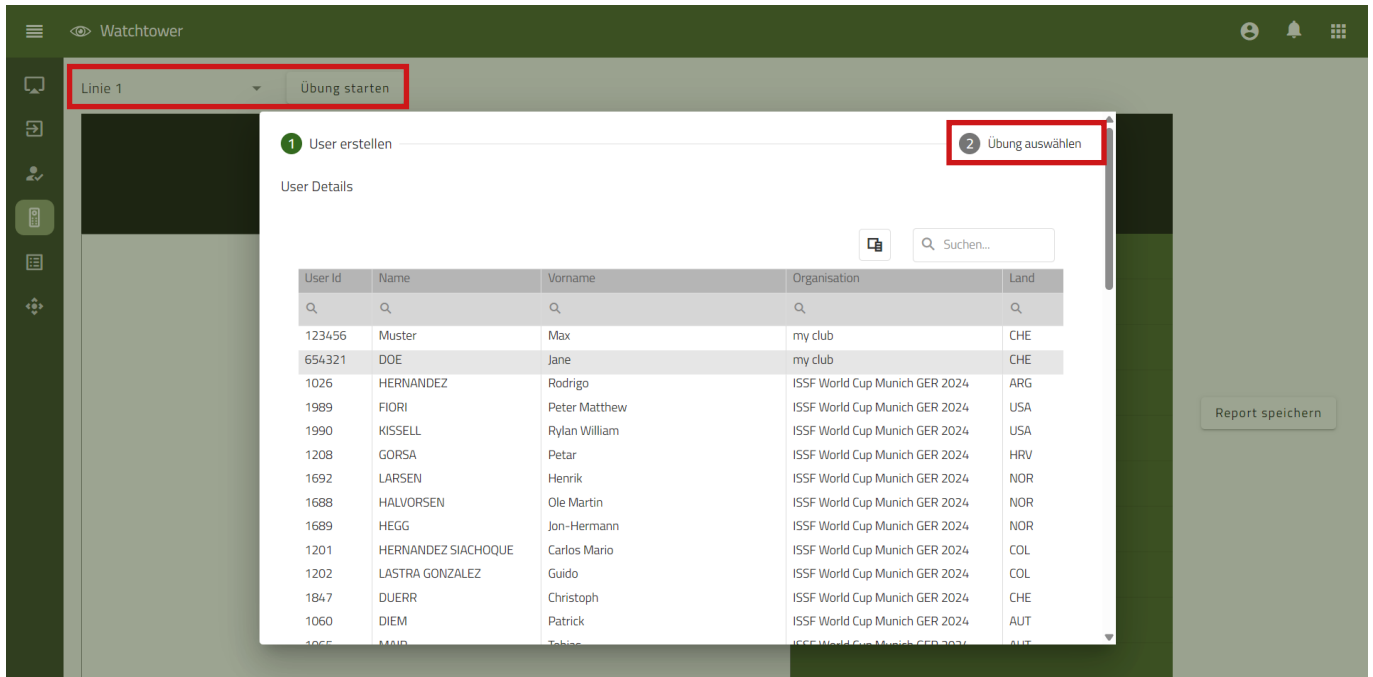 Watchtower
Linie 1 Übung starten
1 User erstellen 2 Übung auswählen
User Details
Suchen...
User Id Name Vorname Organisation Land
123456 Muster Max my club CHE
654321 DOE Jane my club CHE
1026 HERNANDEZ Rodrigo ISSF World Cup Munich GER 2024 ARG
1989 FIORI Peter Matthew ISSF World Cup Munich GER 2024 USA
1990 KISSELL Rylan William ISSF World Cup Munich GER 2024 USA
1208 GORSA Petar ISSF World Cup Munich GER 2024 HRV
1692 LARSEN Henrik ISSF World Cup Munich GER 2024 NOR
1688 HALVORSEN Ole Martin ISSF World Cup Munich GER 2024 NOR
1689 HEGG Jon-Hermann ISSF World Cup Munich GER 2024 NOR
1201 HERNANDEZ SIACHOQUE Carlos Mario ISSF World Cup Munich GER 2024 COL
1202 LASTRA GONZALEZ Guido ISSF World Cup Munich GER 2024 COL
1847 DUERR Christoph ISSF World Cup Munich GER 2024 CHE
1060 DIEM Patrick ISSF World Cup Munich GER 2024 AUT
ISSF World Cup Munich GER 2024 AUT
Report speichern